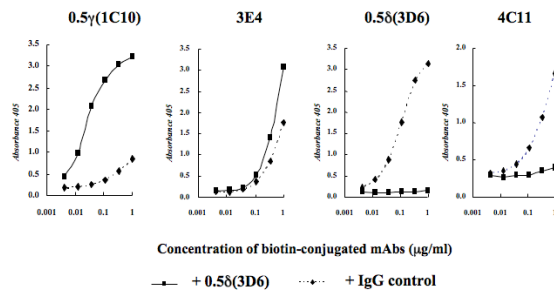 0.5γ(1C10) 3E4 0.5δ(3D6) 4C11
Absorbance 405
3.5
3.0
2.5
2.0
1.5
1.0
0.5
0.0
0.001 0.01 0.1 1
Absorbance 405
3.5
3.0
2.5
2.0
1.5
1.0
0.5
0.0
0.001 0.01 0.1 1
Absorbance 405
3.5
3.0
2.5
2.0
1.5
1.0
0.5
0.0
0.001 0.01 0.1 1
Absorbance 405
2.0
1.5
1.0
0.5
0.0
0.001 0.01 0.1 1
Concentration of biotin-conjugated mAbs (μg/ml)
+ 0.5δ(3D6) + IgG control